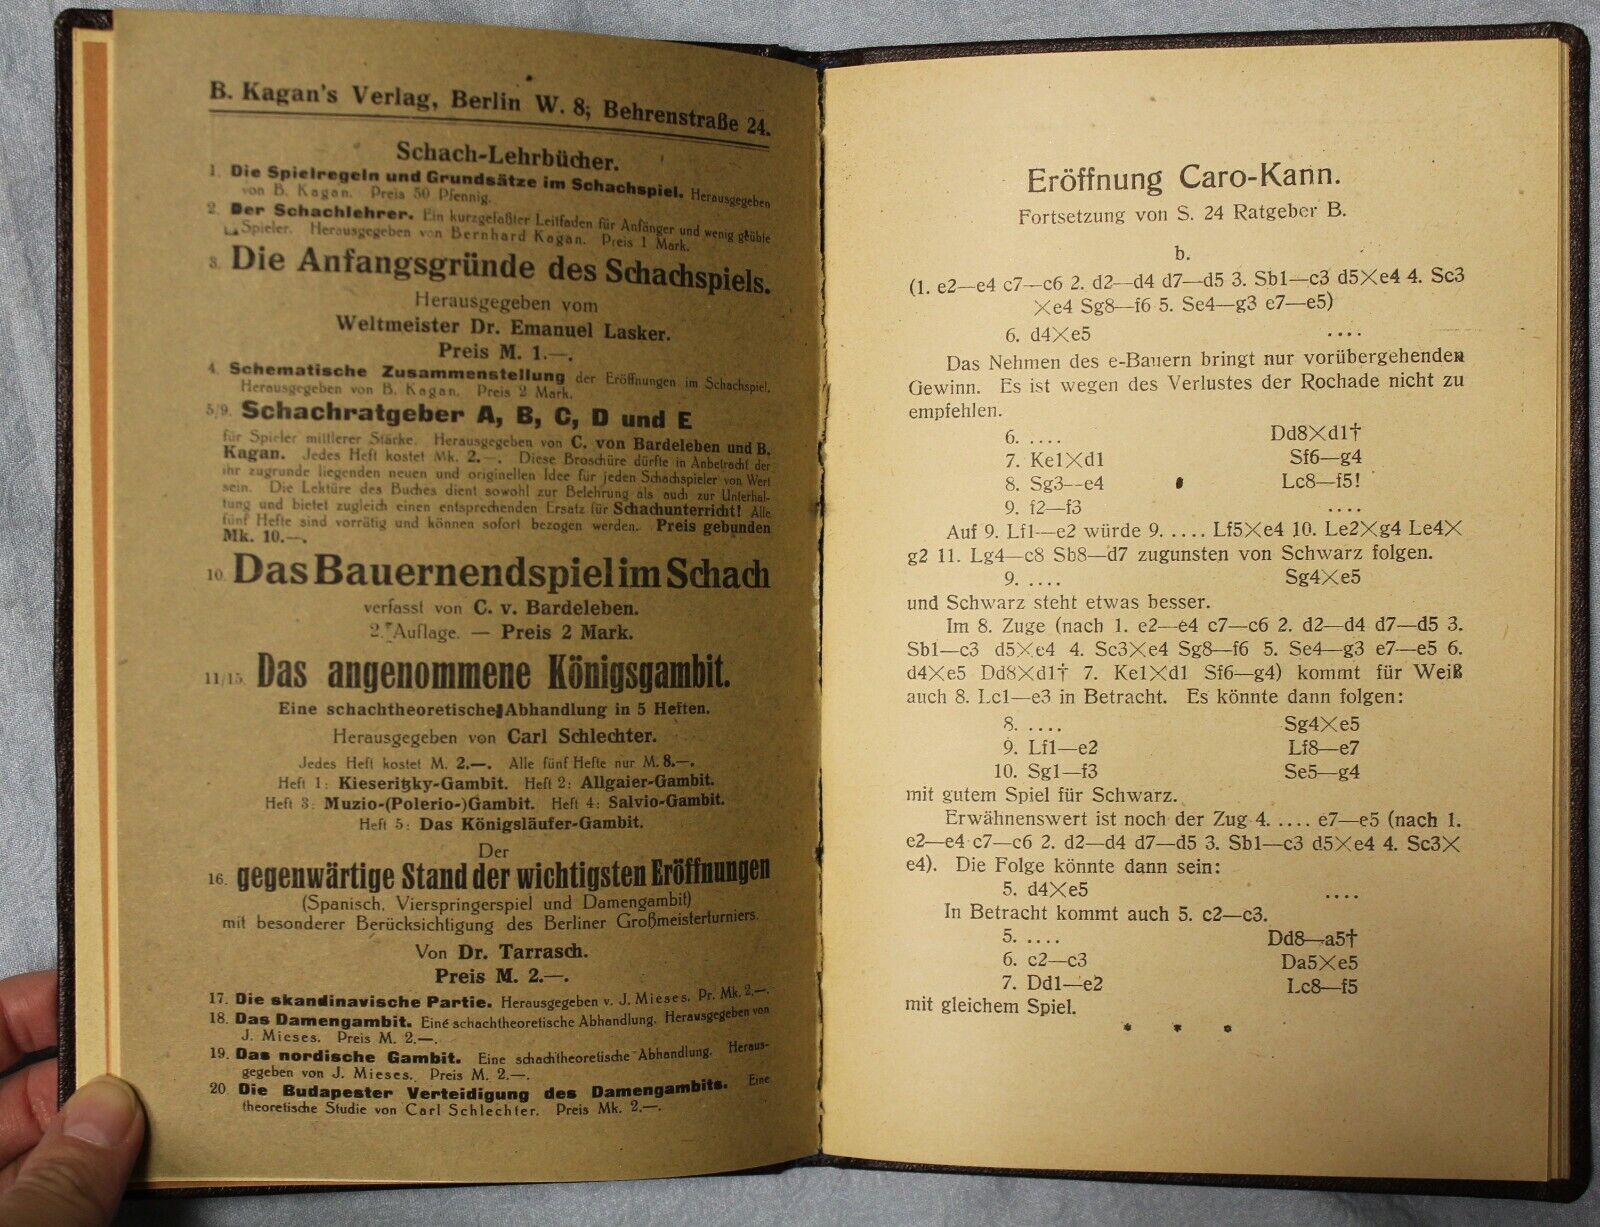 B. Kagan's Verlag, Berlin W. 8, Behrenstraße 24.
Schach-Lehrbücher.
1. Die Spielregeln und Grundsätze im Schachspiel. Herausgegeben
von B. Kagan. Preis 50 Pfennig.
2. Der Schachlehrer. Ein kurzgefaßter Leitfaden für Anfänger und wenig geübte
Spieler. Herausgegeben von Bernhard Kagan. Preis 1 Mark.
3. Die Anfangsgründe des Schachspiels.
Herausgegeben vom
Weltmeister Dr. Emanuel Lasker.
Preis M. 1.—.
4. Schematische Zusammenstellung der Eröffnungen im Schachspiel.
Herausgegeben von B. Kagan. Preis 2 Mark.
5/9. Schachratgeber A, B, C, D und E
für Spieler mittlerer Stärke. Herausgegeben von C. von Bardeleben und B.
Kagan. Jedes Heft kostet Mk. 2.—. Diese Broschüre dürfte in Anbetracht der
ihr zugrunde liegenden neuen und originellen Idee für jeden Schachspieler von Wert
sein. Die Lektüre des Buches dient sowohl zur Belehrung als auch zur Unterhal-
tung und bietet zugleich einen entsprechenden Ersatz für Schachunterricht! Alle
fünf Hefte sind vorrätig und können sofort bezogen werden. Preis gebunden
Mk. 10.—.
10. Das Bauernendspiel im Schach
verfasst von C. v. Bardeleben.
2. Auflage. — Preis 2 Mark.
11/15. Das angenommene Königsgambit.
Eine schachtheoretische Abhandlung in 5 Heften.
Herausgegeben von Carl Schlechter.
Jedes Heft kostet M. 2.—. Alle fünf Hefte nur M. 8.—.
Heft 1: Kieseritzky-Gambit. Heft 2: Allgaier-Gambit.
Heft 3: Muzio-(Polerio-)Gambit. Heft 4: Salvio-Gambit.
Heft 5: Das Königsläufer-Gambit.
Der
16. gegenwärtige Stand der wichtigsten Eröffnungen
(Spanisch, Vierspringerspiel und Damengambit)
mit besonderer Berücksichtigung des Berliner Großmeisterturniers.
Von Dr. Tarrasch.
Preis M. 2.—.
17. Die skandinavische Partie. Herausgegeben v. J. Mieses. Pr. Mk. 2.—.
18. Das Damengambit. Eine schachtheoretische Abhandlung. Herausgegeben von
J. Mieses. Preis M. 2.—.
19. Das nordische Gambit. Eine schachtheoretische Abhandlung. Heraus-
gegeben von J. Mieses. Preis M. 2.—.
20. Die Budapester Verteidigung des Damengambits. Eine
theoretische Studie von Carl Schlechter. Preis Mk. 2.—.
Eröffnung Caro-Kann.
Fortsetzung von S. 24 Ratgeber B.
b.
(1. e2—e4 c7—c6 2. d2—d4 d7—d5 3. Sb1—c3 d5×e4 4. Sc3
×e4 Sg8—f6 5. Se4—g3 e7—e5)
6. d4×e5 ....
Das Nehmen des e-Bauern bringt nur vorübergehenden
Gewinn. Es ist wegen des Verlustes der Rochade nicht zu
empfehlen.
6. .... Dd8×d1†
7. Ke1×d1 Sf6—g4
8. Sg3—e4 Lc8—f5!
9. f2—f3 ....
Auf 9. Lf1—e2 würde 9. .... Lf5×e4 10. Le2×g4 Le4×
g2 11. Lg4—c8 Sb8—d7 zugunsten von Schwarz folgen.
9. .... Sg4×e5
und Schwarz steht etwas besser.
Im 8. Zuge (nach 1. e2—e4 c7—c6 2. d2—d4 d7—d5 3.
Sb1—c3 d5×e4 4. Sc3×e4 Sg8—f6 5. Se4—g3 e7—e5 6.
d4×e5 Dd8×d1† 7. Ke1×d1 Sf6—g4) kommt für Weiß
auch 8. Lc1—e3 in Betracht. Es könnte dann folgen:
8. .... Sg4×e5
9. Lf1—e2 Lf8—e7
10. Sg1—f3 Se5—g4
mit gutem Spiel für Schwarz.
Erwähnenswert ist noch der Zug 4. .... e7—e5 (nach 1.
e2—e4 c7—c6 2. d2—d4 d7—d5 3. Sb1—c3 d5×e4 4. Sc3×
e4). Die Folge könnte dann sein:
5. d4×e5 ....
In Betracht kommt auch 5. c2—c3.
5. .... Dd8—a5†
6. c2—c3 Da5×e5
7. Dd1—e2 Lc8—f5
mit gleichem Spiel.
* * *